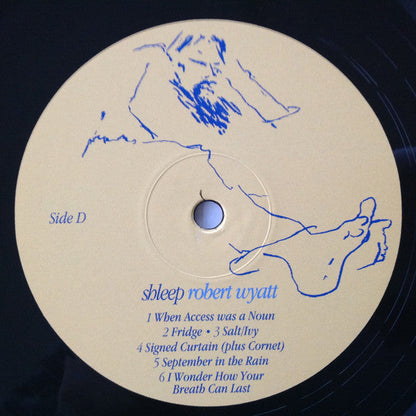 Side D
shleep robert wyatt
1 When Access was a Noun
2 Fridge • 3 Salt/Ivy
4 Signed Curtain (plus Cornet)
5 September in the Rain
6 I Wonder How Your
Breath Can Last